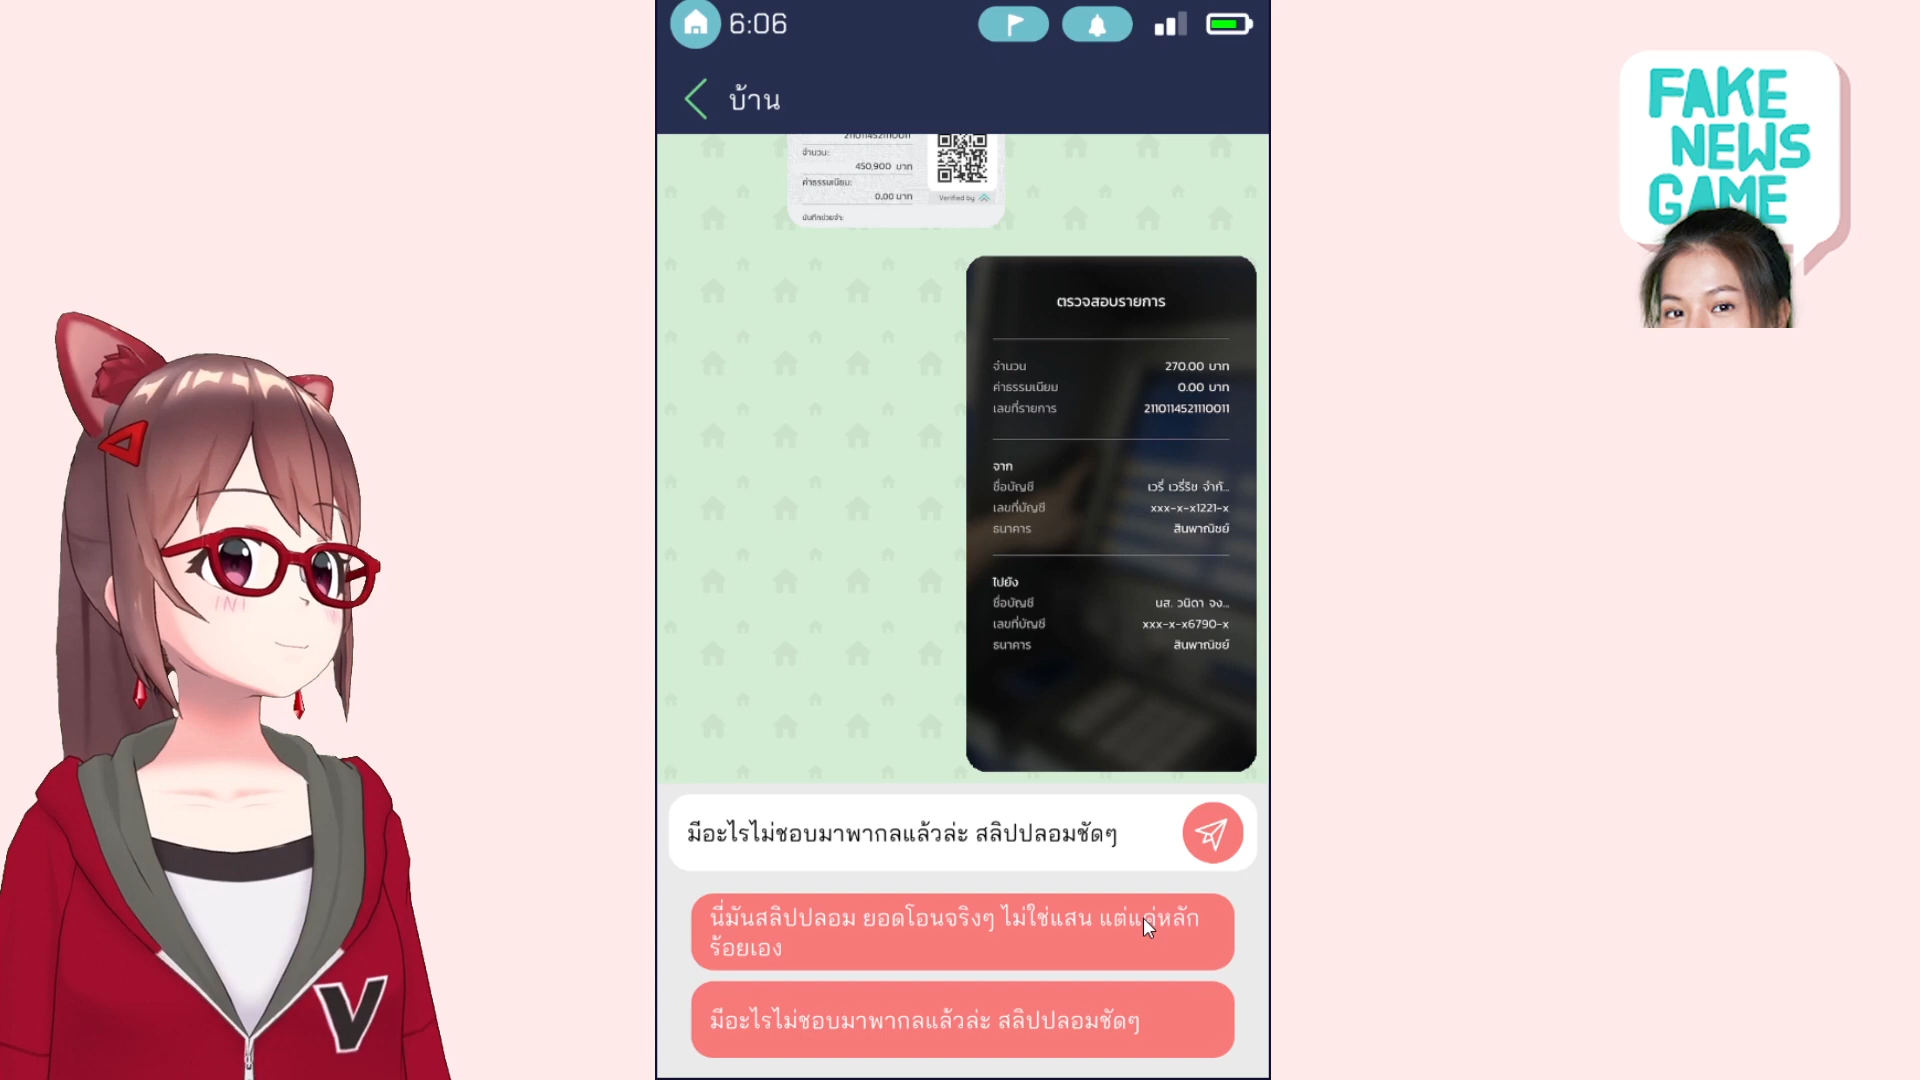 6:06
บ้าน
2110114521110011
จำนวน:
450,900 บาท
ค่าธรรมเนียม:
0.00 บาท
บันทึกช่วยจำ:
Verified by
ตรวจสอบรายการ
จำนวน 270.00 บาท
ค่าธรรมเนียม 0.00 บาท
เลขที่รายการ 2110114521110011
จาก
ชื่อบัญชี เวรี่ เวรี่ริช จำกั...
เลขที่บัญชี xxx-x-x1221-x
ธนาคาร สินพาณิชย์
ไปยัง
ชื่อบัญชี นส. วนิดา จง...
เลขที่บัญชี xxx-x-x6790-x
ธนาคาร สินพาณิชย์
มีอะไรไม่ชอบมาพากลแล้วล่ะ สลิปปลอมชัดๆ
นี่มันสลิปปลอม ยอดโอนจริงๆ ไม่ใช่แสน แต่แค่หลัก
ร้อยเอง
มีอะไรไม่ชอบมาพากลแล้วล่ะ สลิปปลอมชัดๆ
FAKE
NEWS
GAME
V